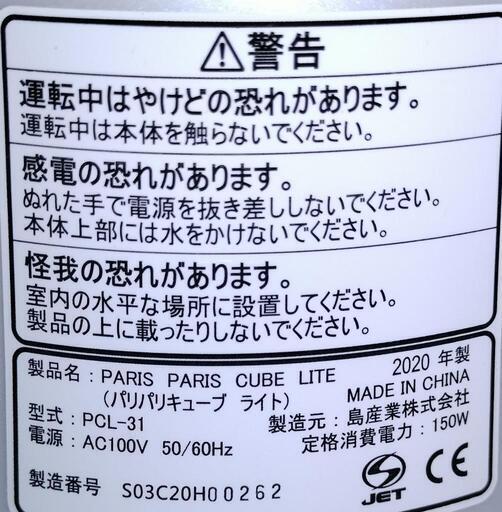 ⚠警告
運転中はやけどの恐れがあります。
運転中は本体を触らないでください。
感電の恐れがあります。
ぬれた手で電源を抜き差ししないでください。
本体上部には水をかけないでください。
怪我の恐れがあります。
室内の水平な場所に設置してください。
製品の上に載ったりしないでください。
製品名：PARIS PARIS CUBE LITE
（パリパリキューブ ライト）
2020 年製
MADE IN CHINA
型式：PCL-31
製造元：島産業株式会社
電源：AC100V 50/60Hz
定格消費電力：150W
製造番号 S03C20H00262
S
JET